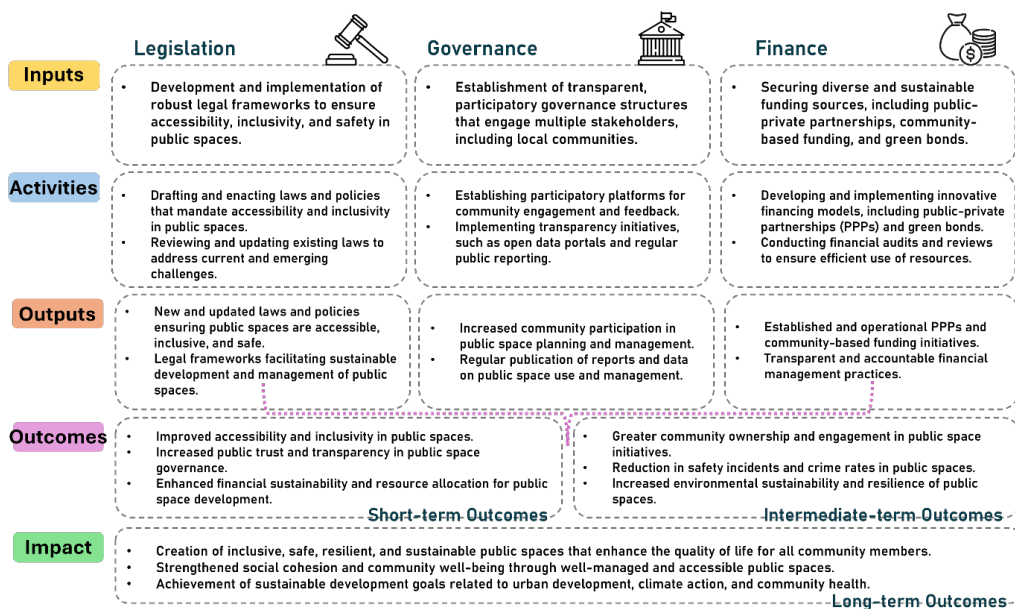 Legislation
Governance
Finance
Inputs
• Development and implementation of
robust legal frameworks to ensure
accessibility, inclusivity, and safety in
public spaces.
• Establishment of transparent,
participatory governance structures
that engage multiple stakeholders,
including local communities.
• Securing diverse and sustainable
funding sources, including public-
private partnerships, community-
based funding, and green bonds.
Activities
• Drafting and enacting laws and policies
that mandate accessibility and inclusivity
in public spaces.
• Reviewing and updating existing laws to
address current and emerging
challenges.
• Establishing participatory platforms for
community engagement and feedback.
• Implementing transparency initiatives,
such as open data portals and regular
public reporting.
• Developing and implementing innovative
financing models, including public-private
partnerships (PPPs) and green bonds.
• Conducting financial audits and reviews
to ensure efficient use of resources.
Outputs
• New and updated laws and policies
ensuring public spaces are accessible,
inclusive, and safe.
• Legal frameworks facilitating sustainable
development and management of public
spaces.
• Increased community participation in
public space planning and management.
• Regular publication of reports and data
on public space use and management.
• Established and operational PPPs and
community-based funding initiatives.
• Transparent and accountable financial
management practices.
Outcomes
• Improved accessibility and inclusivity in public spaces.
• Increased public trust and transparency in public space
governance.
• Enhanced financial sustainability and resource allocation for public
space development.
Short-term Outcomes
• Greater community ownership and engagement in public space
initiatives.
• Reduction in safety incidents and crime rates in public spaces.
• Increased environmental sustainability and resilience of public
spaces.
Intermediate-term Outcomes
Impact
• Creation of inclusive, safe, resilient, and sustainable public spaces that enhance the quality of life for all community members.
• Strengthened social cohesion and community well-being through well-managed and accessible public spaces.
• Achievement of sustainable development goals related to urban development, climate action, and community health.
Long-term Outcomes